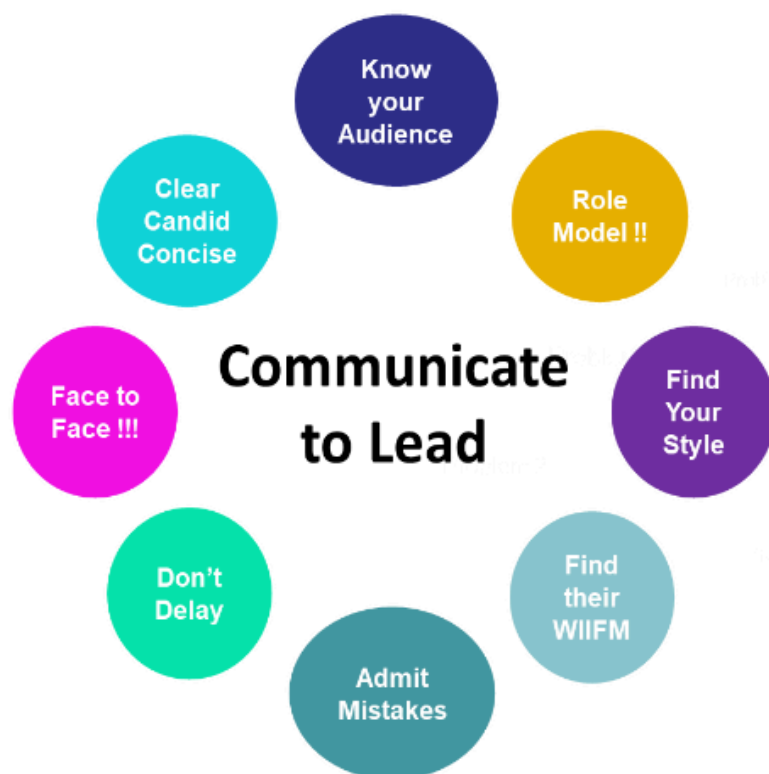 Know
your
Audience
Role
Model !!
Find
Your
Style
Find
their
WIIFM
Admit
Mistakes
Don't
Delay
Face to
Face !!!
Clear
Candid
Concise
Communicate
to Lead